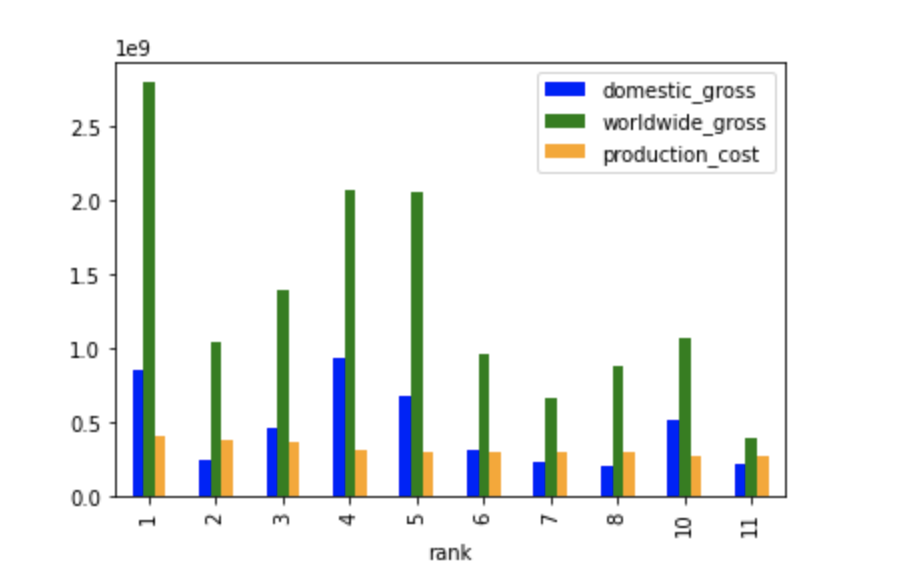 1e9
domestic_gross
worldwide_gross
production_cost
2.5
2.0
1.5
1.0
0.5
0.0
1 2 3 4 5 6 7 8 10 11
rank